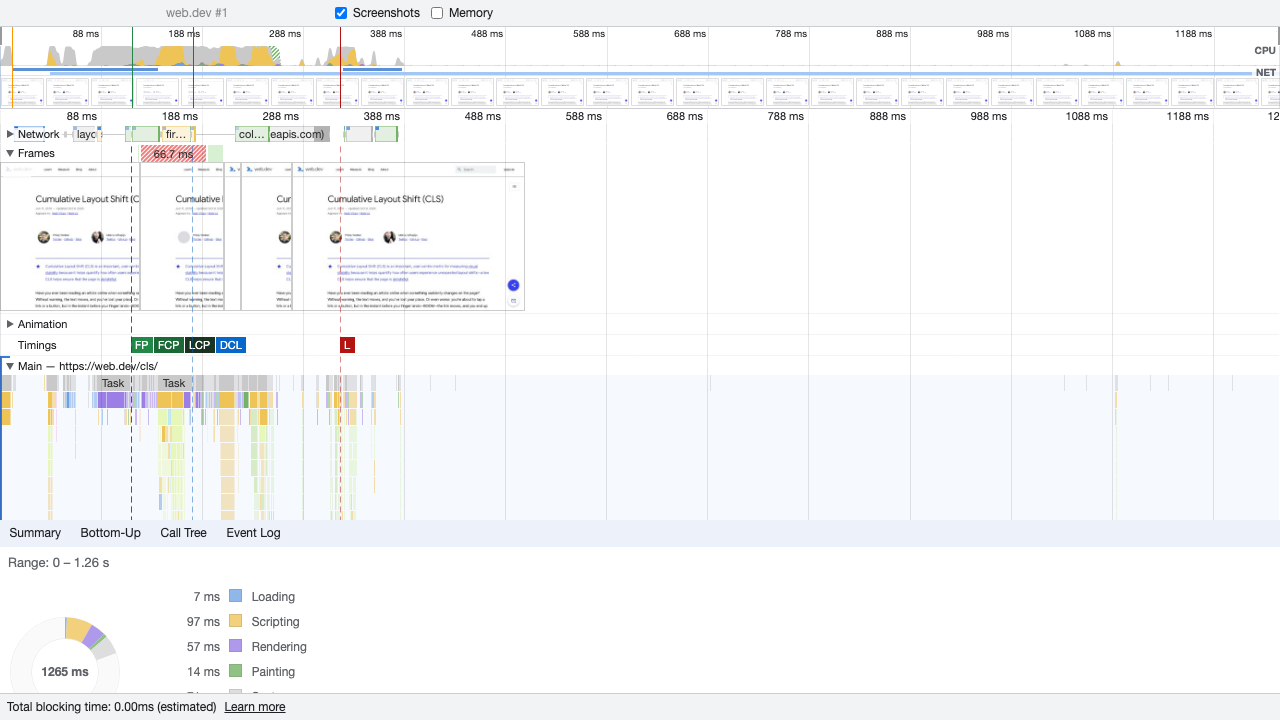 web.dev #1 Screenshots Memory
88 ms 188 ms 288 ms 388 ms 488 ms 588 ms 688 ms 788 ms 888 ms 988 ms 1088 ms 1188 ms
CPU
NET
88 ms 188 ms 288 ms 388 ms 488 ms 588 ms 688 ms 788 ms 888 ms 988 ms 1088 ms 1188 ms 12
Network layc fir… col… eapis.com)
Frames 66.7 ms
Cumulative Layout Shift (C Cumulative l Cur Cumulative Layout Shift (CLS)
Animation
Timings FP FCP LCP DCL L
Main — https://web.dev/cls/
Task Task
Summary Bottom-Up Call Tree Event Log
Range: 0 – 1.26 s
7 ms Loading
97 ms Scripting
57 ms Rendering
1265 ms 14 ms Painting
Total blocking time: 0.00ms (estimated) Learn more